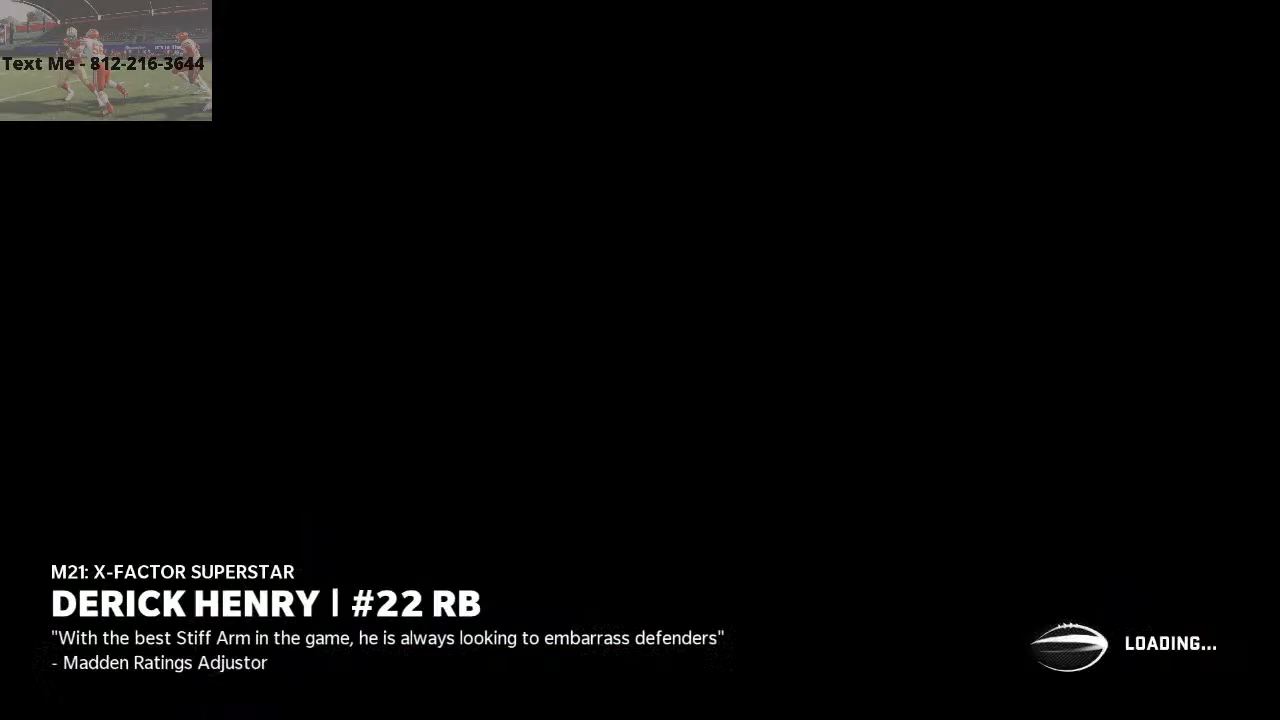 Text Me - 812-216-3644
M21: X-FACTOR SUPERSTAR
DERICK HENRY | #22 RB
"With the best Stiff Arm in the game, he is always looking to embarrass defenders"
- Madden Ratings Adjustor
LOADING...